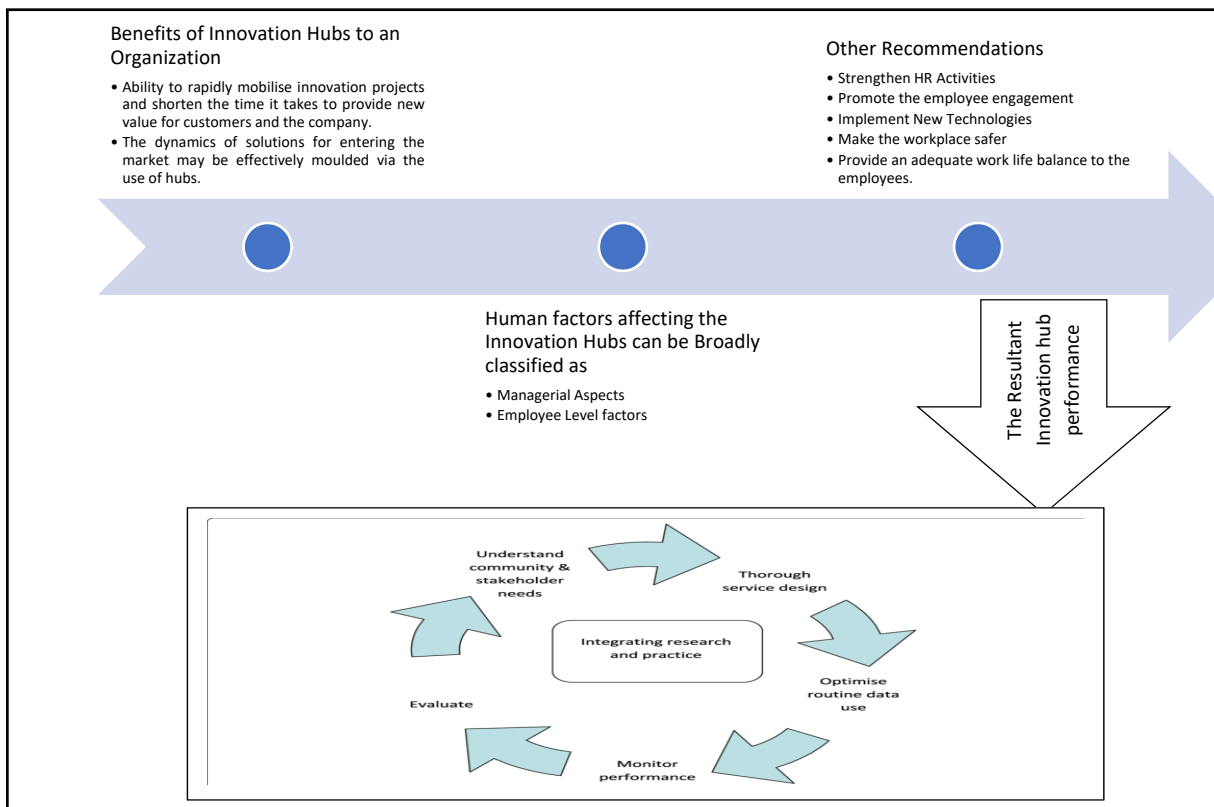 Benefits of Innovation Hubs to an
Organization
• Ability to rapidly mobilise innovation projects
and shorten the time it takes to provide new
value for customers and the company.
• The dynamics of solutions for entering the
market may be effectively moulded via the
use of hubs.
Human factors affecting the
Innovation Hubs can be Broadly
classified as
• Managerial Aspects
• Employee Level factors
Other Recommendations
• Strengthen HR Activities
• Promote the employee engagement
• Implement New Technologies
• Make the workplace safer
• Provide an adequate work life balance to the
employees.
The Resultant
Innovation hub
performance
Understand
community &
stakeholder
needs
Thorough
service design
Optimise
routine data
use
Monitor
performance
Evaluate
Integrating research
and practice